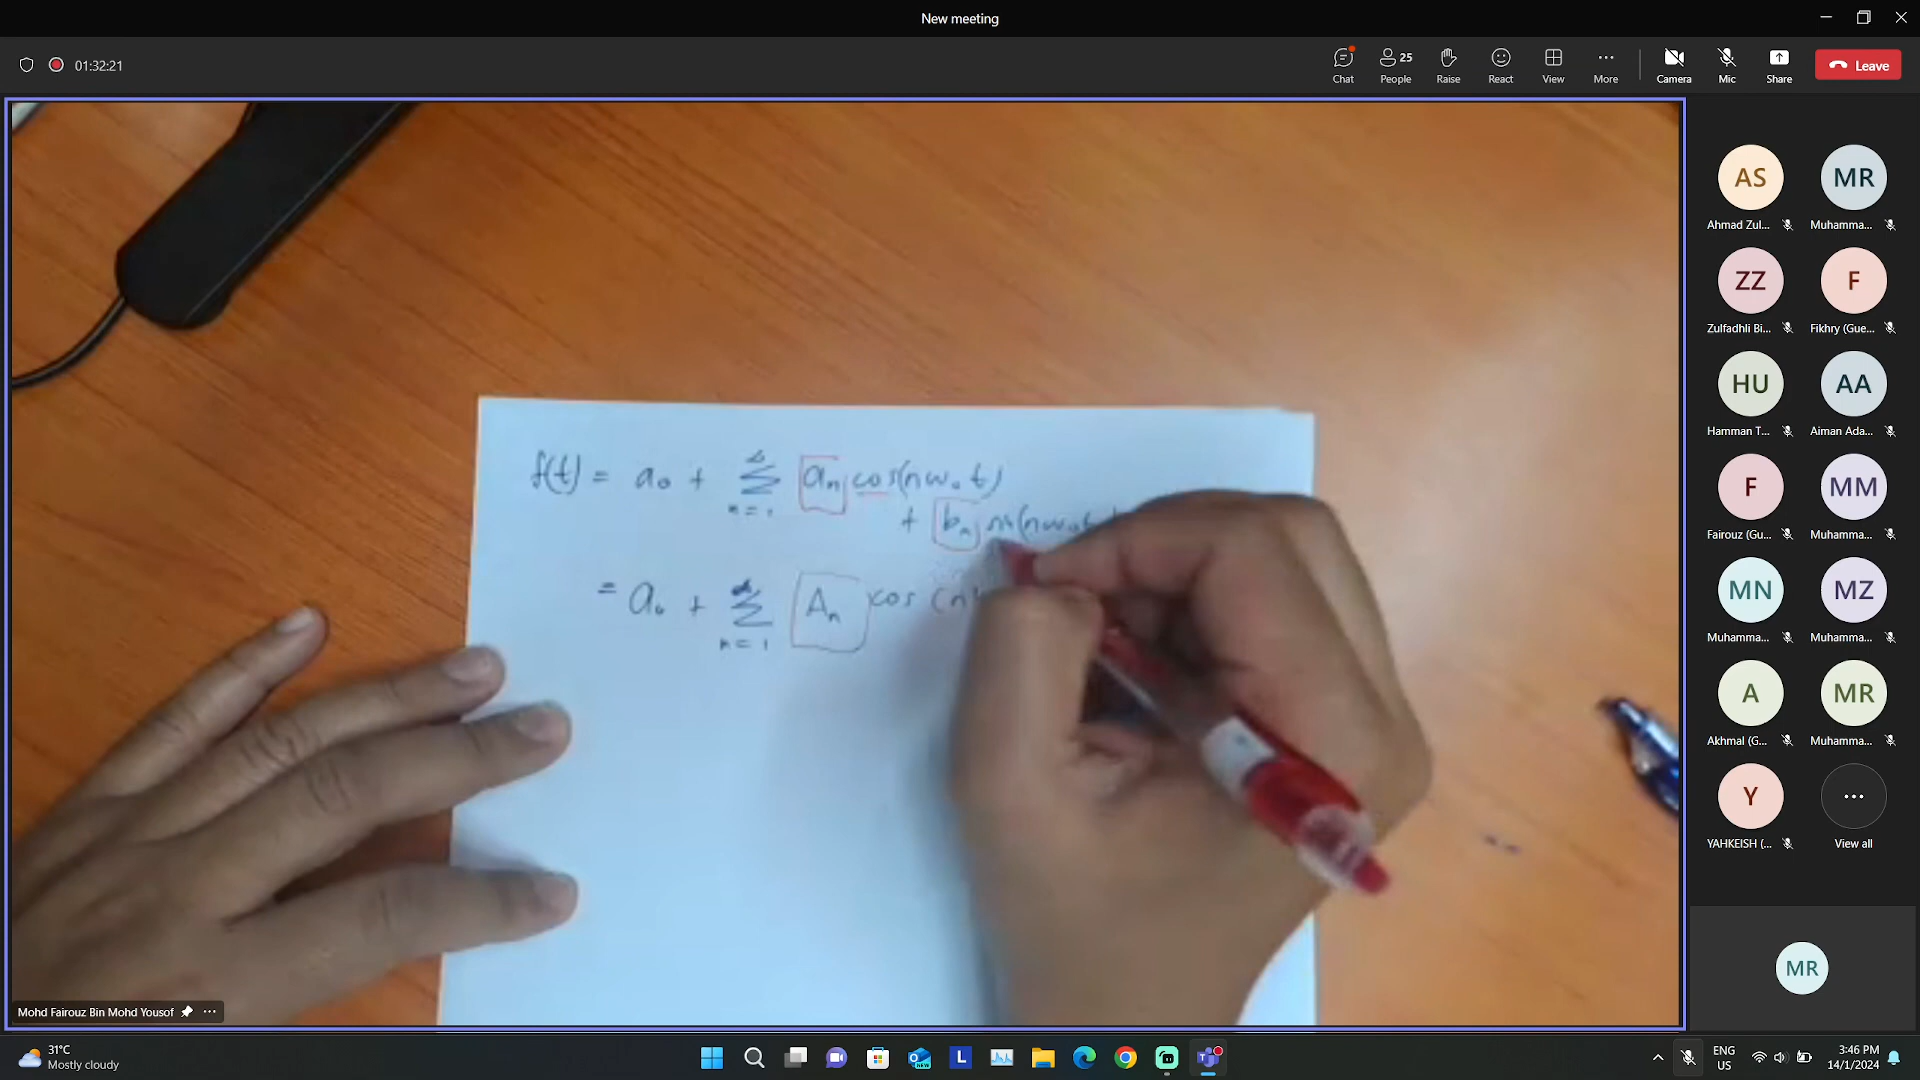 New meeting
01:32:21
Chat
25
People
Raise
React
View
More
Camera
Mic
Share
Leave
f(t) = a₀ + Σ aₙ cos(nω₀t)
n = 1
+ bₙ
= a₀ + Σ Aₙ cos (n
n = 1
Mohd Fairouz Bin Mohd Yousof
AS
Ahmad Zul...
MR
Muhamma...
ZZ
Zulfadhli Bi...
F
Fikhry (Gue...
HU
Hamman T...
AA
Aiman Ada...
F
Fairouz (Gu...
MM
Muhamma...
MN
Muhamma...
MZ
Muhamma...
A
Akhmal (G...
MR
Muhamma...
Y
YAHKEISH (...
View all
MR
31°C
Mostly cloudy
NEW
L
ENG
US
3:46 PM
14/1/2024